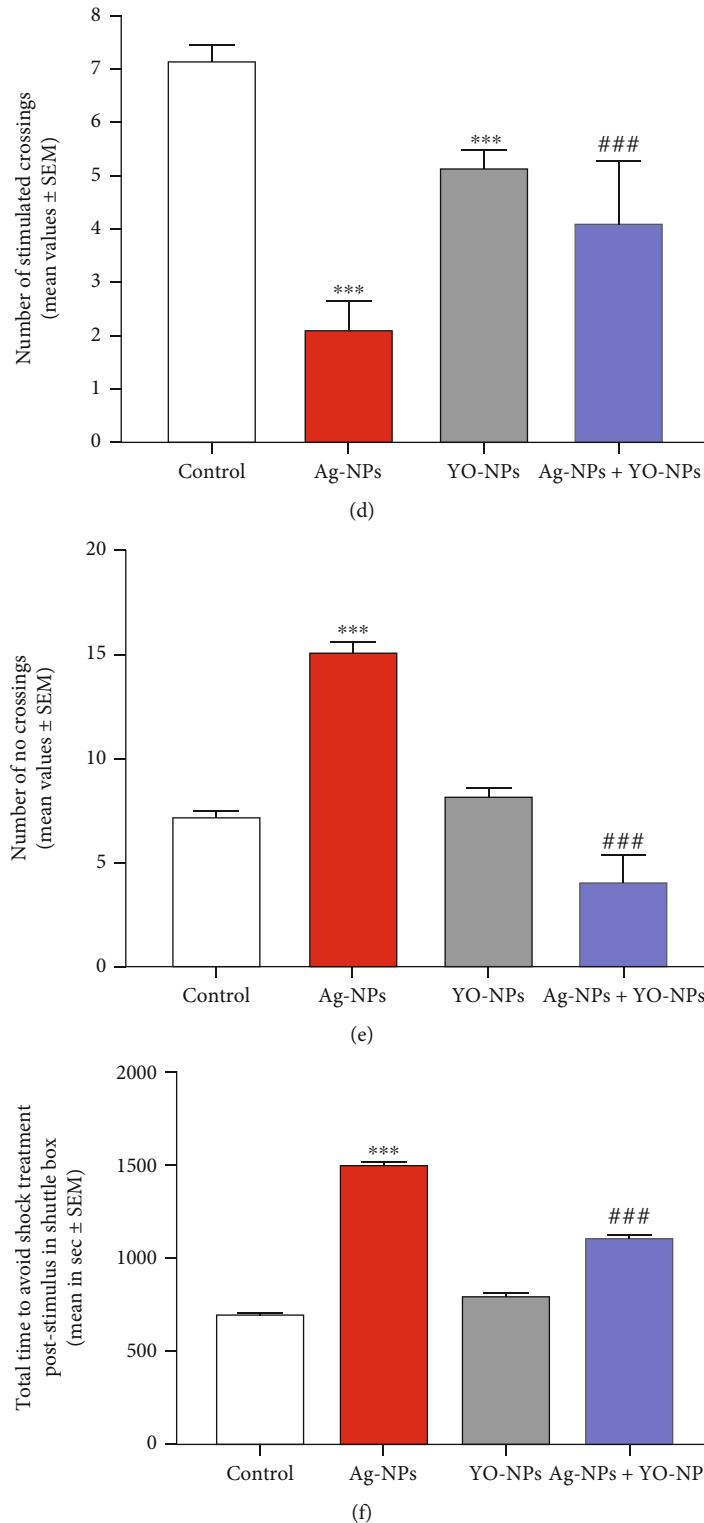 8
7
6
5
4
3
2
1
0
Number of stimulated crossings
(mean values ± SEM)
***
***
###
Control
Ag-NPs
YO-NPs
Ag-NPs + YO-NPs
(d)
20
15
10
5
0
Number of no crossings
(mean values ± SEM)
***
###
Control
Ag-NPs
YO-NPs
Ag-NPs + YO-NPs
(e)
2000
1500
1000
500
0
Total time to avoid shock treatment
post-stimulus in shuttle box
(mean in sec ± SEM)
***
###
Control
Ag-NPs
YO-NPs
Ag-NPs + YO-NP
(f)